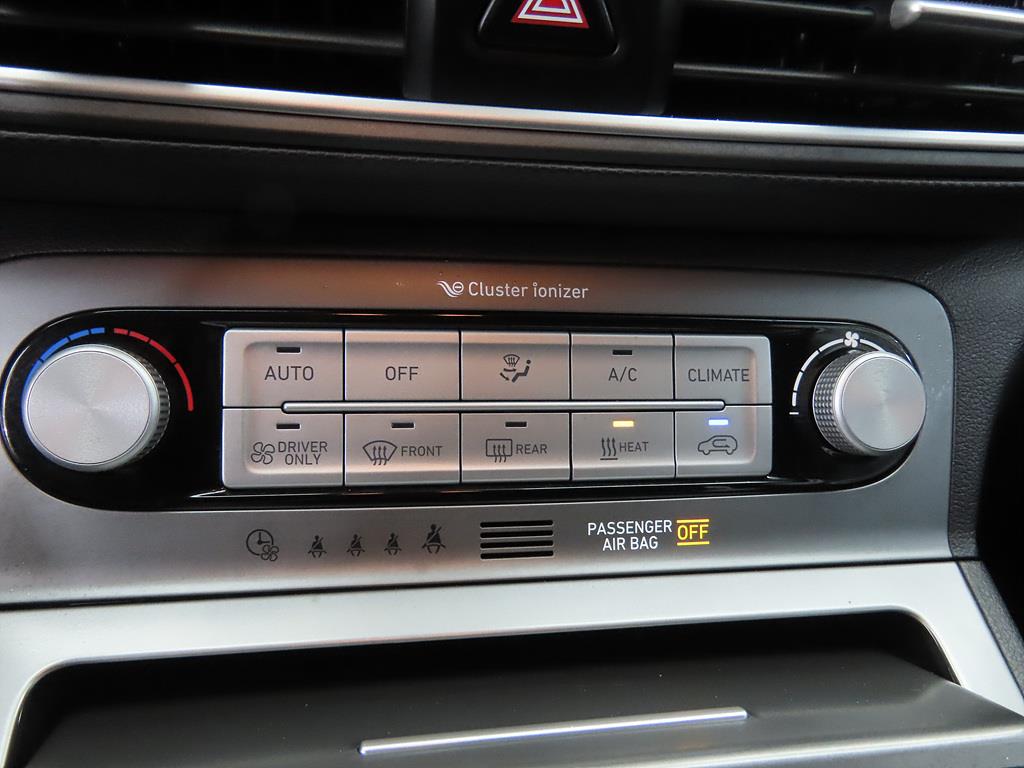 Cluster ionizer
AUTO
OFF
A/C
CLIMATE
DRIVER
ONLY
FRONT
REAR
HEAT
PASSENGER
AIR BAG
OFF